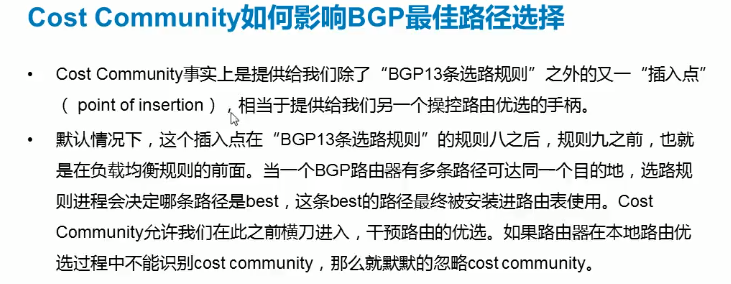 Cost Community如何影响BGP最佳路径选择
• Cost Community事实上是提供给我们除了“BGP13条选路规则”之外的又一“插入点”
（ point of insertion ），相当于提供给我们另一个操控路由优选的手柄。
• 默认情况下，这个插入点在“BGP13条选路规则”的规则八之后，规则九之前，也就
是在负载均衡规则的前面。当一个BGP路由器有多条路径可达同一个目的地，选路规
则进程会决定哪条路径是best，这条best的路径最终被安装进路由表使用。Cost
Community允许我们在此之前横刀进入，干预路由的优选。如果路由器在本地路由优
选过程中不能识别cost community，那么就默默的忽略cost community。